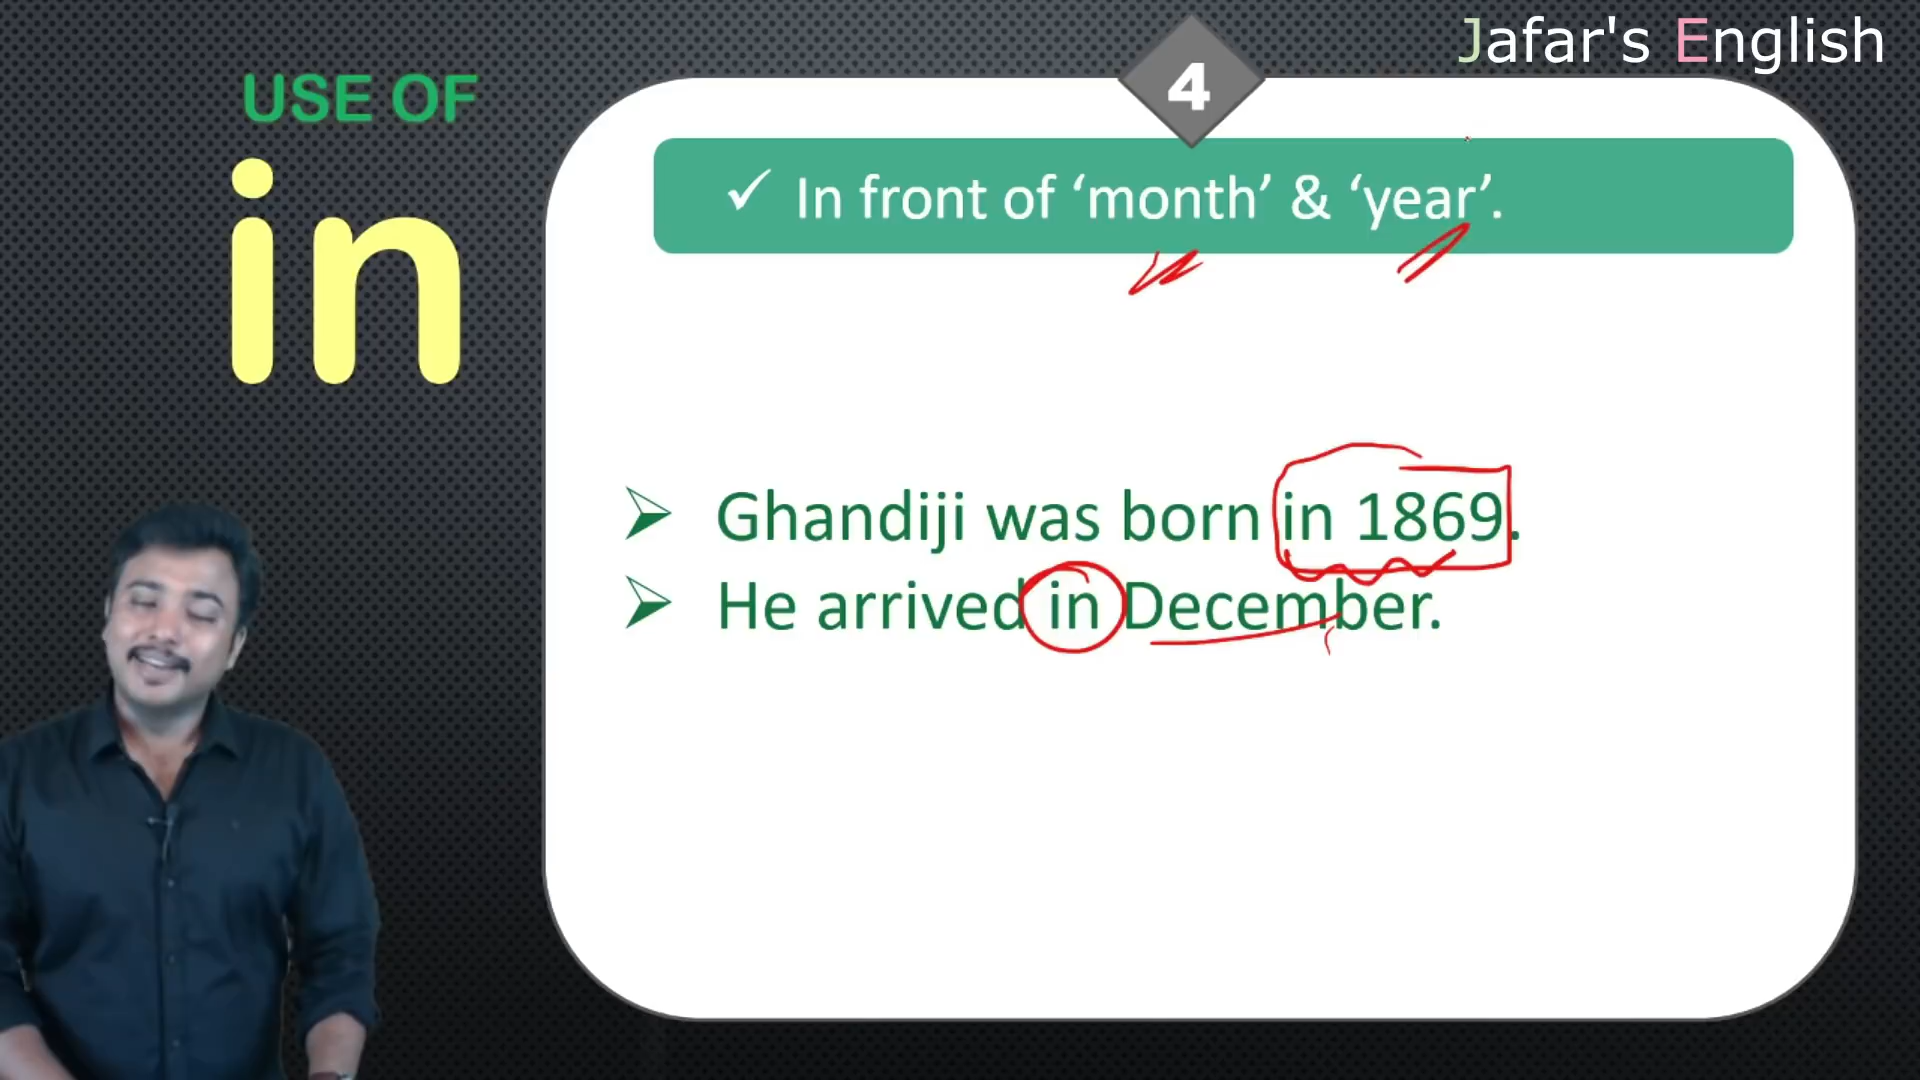 Jafar's English
USE OF
in
4
✓ In front of ‘month’ & ‘year’.
➢ Ghandiji was born in 1869.
➢ He arrived in December.